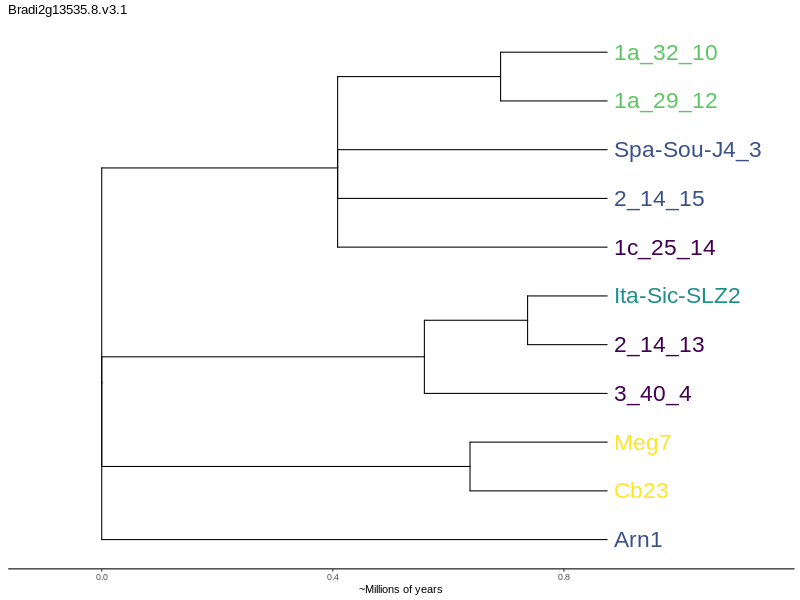 Bradi2g13535.8.v3.1
1a_32_10
1a_29_12
Spa-Sou-J4_3
2_14_15
1c_25_14
Ita-Sic-SLZ2
2_14_13
3_40_4
Meg7
Cb23
Arn1
0.0 0.4 0.8
~Millions of years